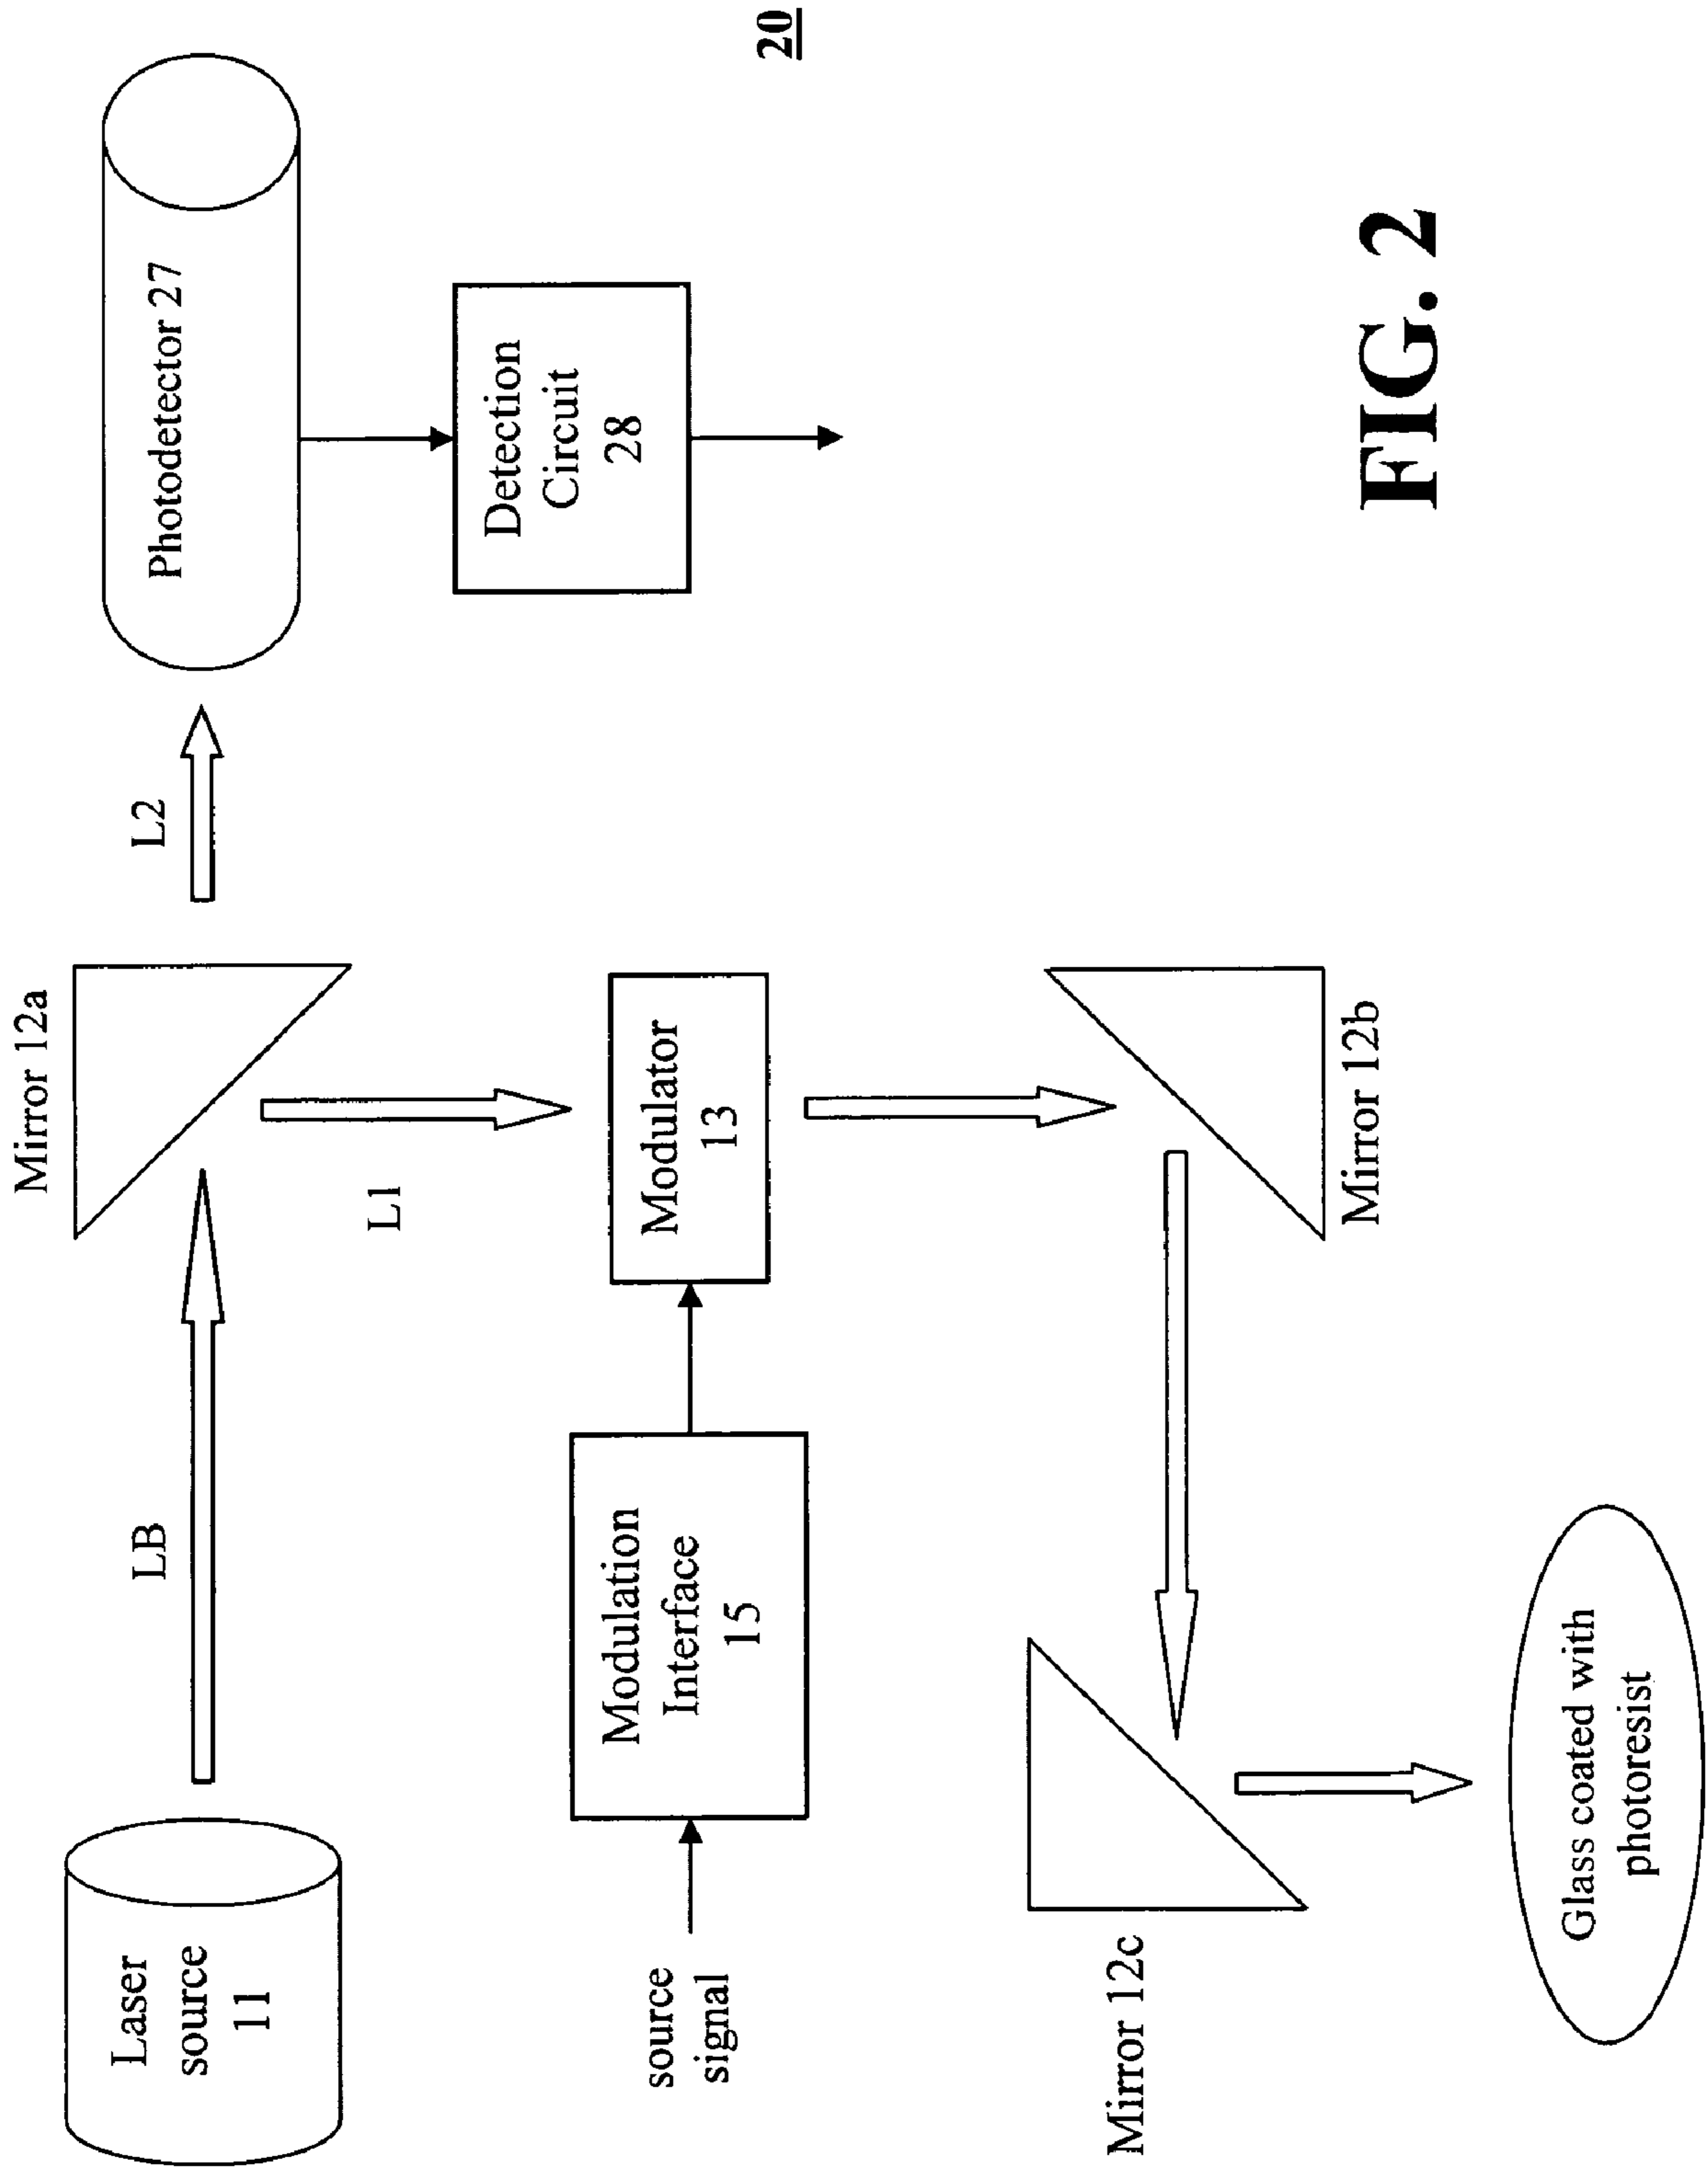 Laser
source
11
LB
Mirror 12a
L2
Photodetector 27
L1
Detection
Circuit
28
source
signal
Modulation
Interface
15
Modulator
13
20
Mirror 12c
Mirror 12b
Glass coated with
photoresist
FIG. 2